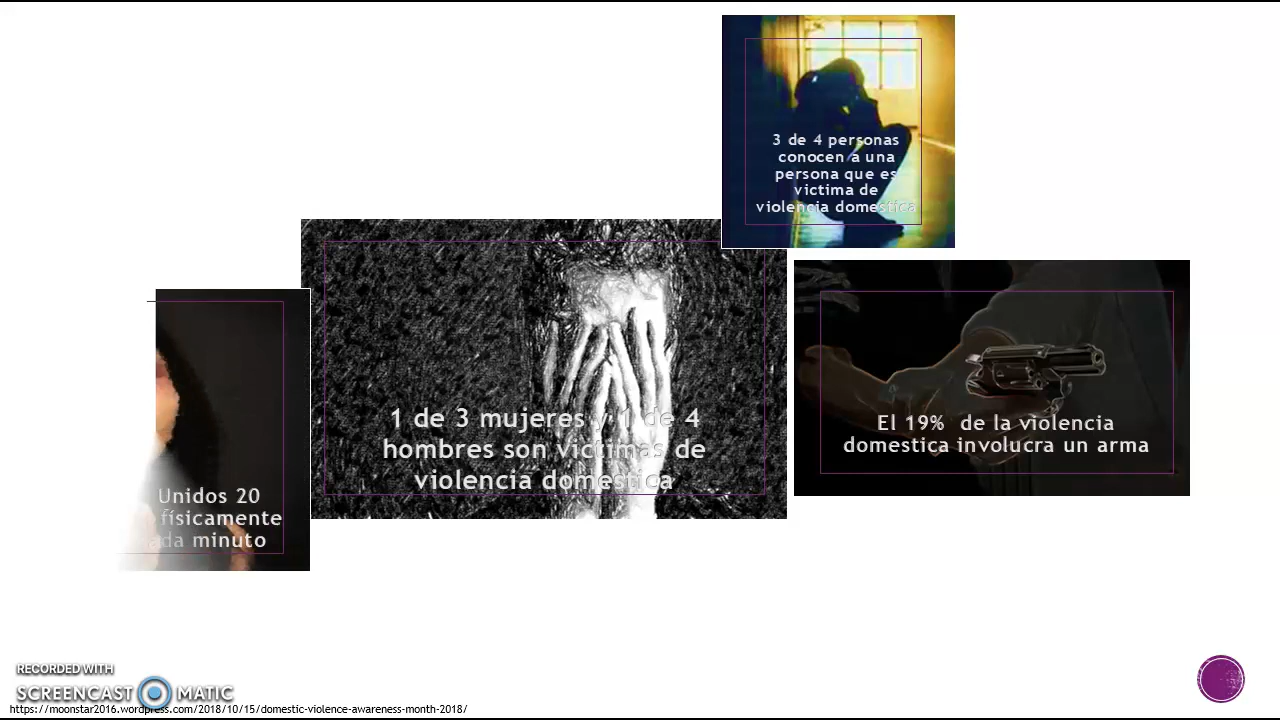 3 de 4 personas
conocen a una
persona que es
victima de
violencia domestica
1 de 3 mujeres y 1 de 4
hombres son victimas de
violencia domestica
El 19% de la violencia
domestica involucra un arma
Unidos 20
físicamente
minuto
RECORDED WITH
SCREENCAST MATIC
https://moonstar2016.wordpress.com/2018/10/15/domestic-violence-awareness-month-2018/